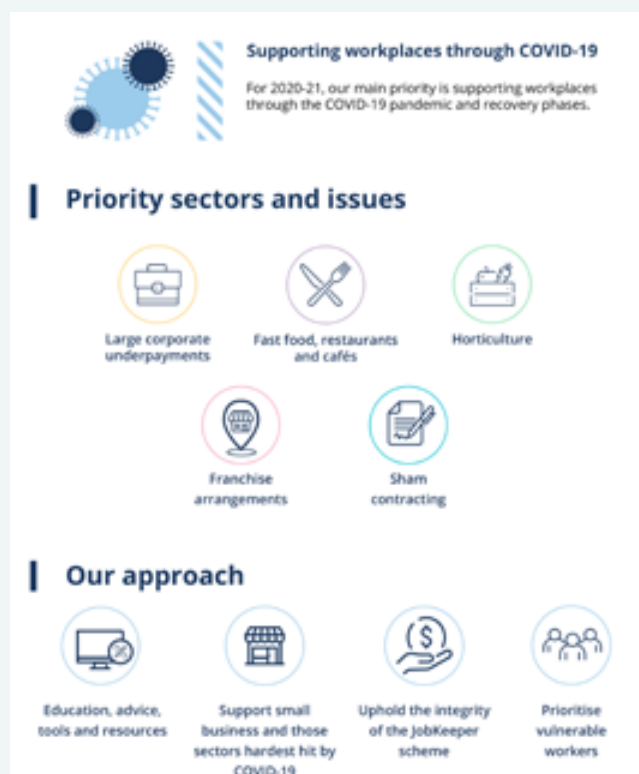 Supporting workplaces through COVID-19
For 2020-21, our main priority is supporting workplaces
through the COVID-19 pandemic and recovery phases.
Priority sectors and issues
Large corporate
underpayments
Fast food, restaurants
and cafés
Horticulture
Franchise
arrangements
Sham
contracting
Our approach
Education, advice,
tools and resources
Support small
business and those
sectors hardest hit by
COVID-19
Uphold the integrity
of the JobKeeper
scheme
Prioritise
vulnerable
workers